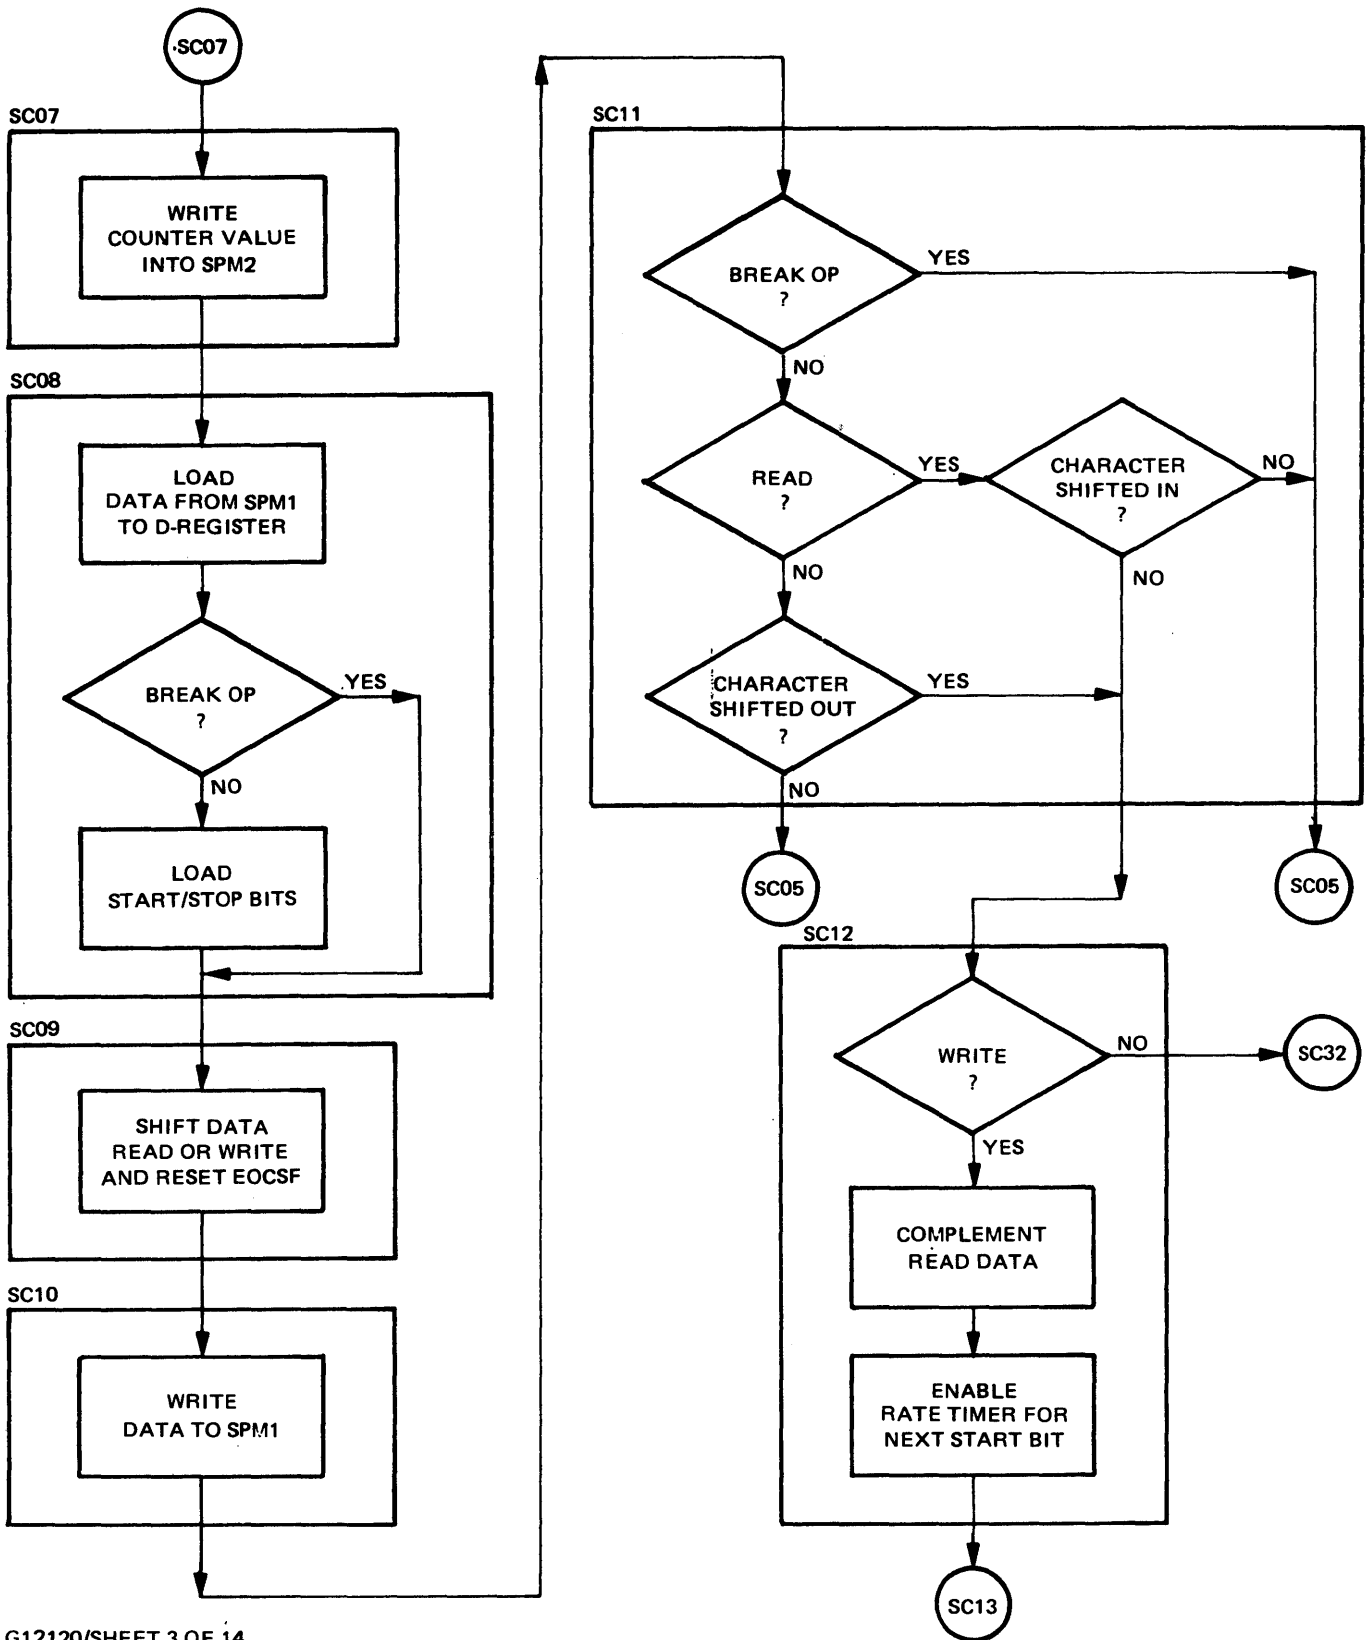 SC07
SC07
WRITE
COUNTER VALUE
INTO SPM2
SC08
LOAD
DATA FROM SPM1
TO D-REGISTER
BREAK OP
?
YES
NO
LOAD
START/STOP BITS
SC09
SHIFT DATA
READ OR WRITE
AND RESET EOCSF
SC10
WRITE
DATA TO SPM1
SC11
BREAK OP
?
YES
NO
READ
?
YES
CHARACTER
SHIFTED IN
?
NO
NO
NO
CHARACTER
SHIFTED OUT
?
YES
NO
SC05
SC05
SC12
WRITE
?
NO
SC32
YES
COMPLEMENT
READ DATA
ENABLE
RATE TIMER FOR
NEXT START BIT
SC13
G12120/SHEET 3 OF 14